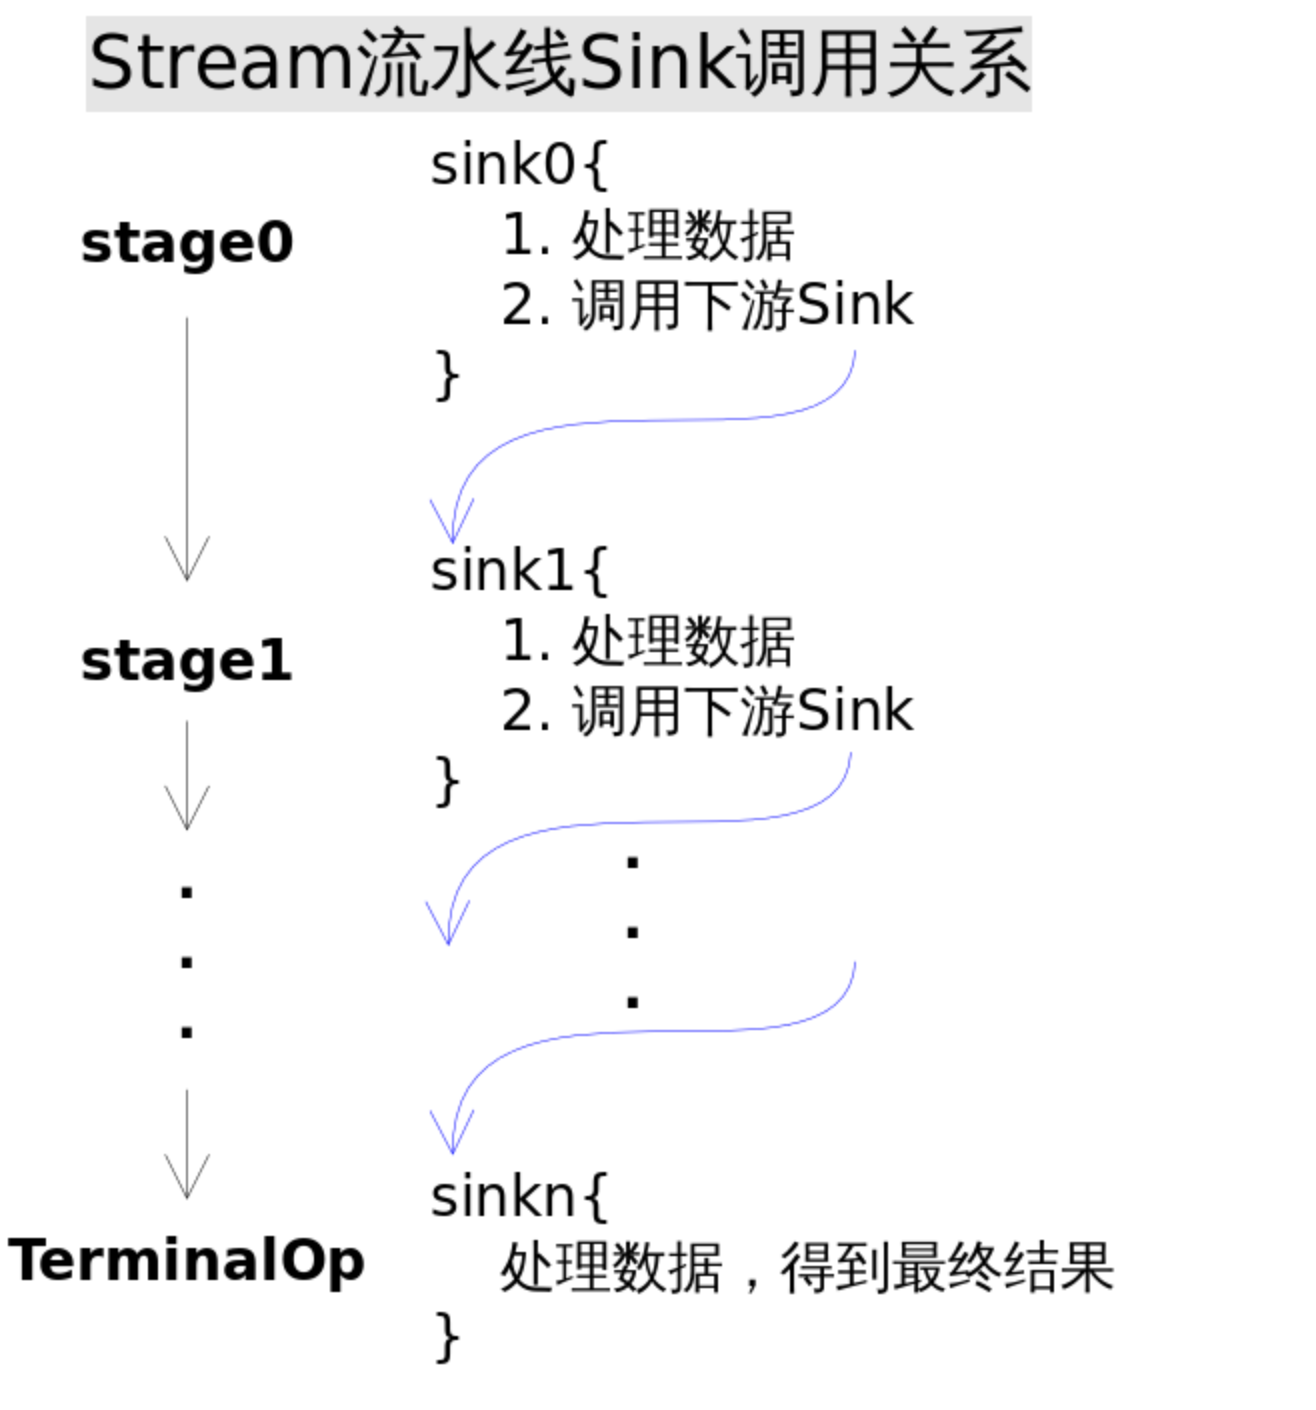 Stream流水线Sink调用关系
sink0{
stage0
1. 处理数据
2. 调用下游Sink
}
sink1{
stage1
1. 处理数据
2. 调用下游Sink
}
.
.
.
.
.
.
sinkn{
TerminalOp
处理数据，得到最终结果
}